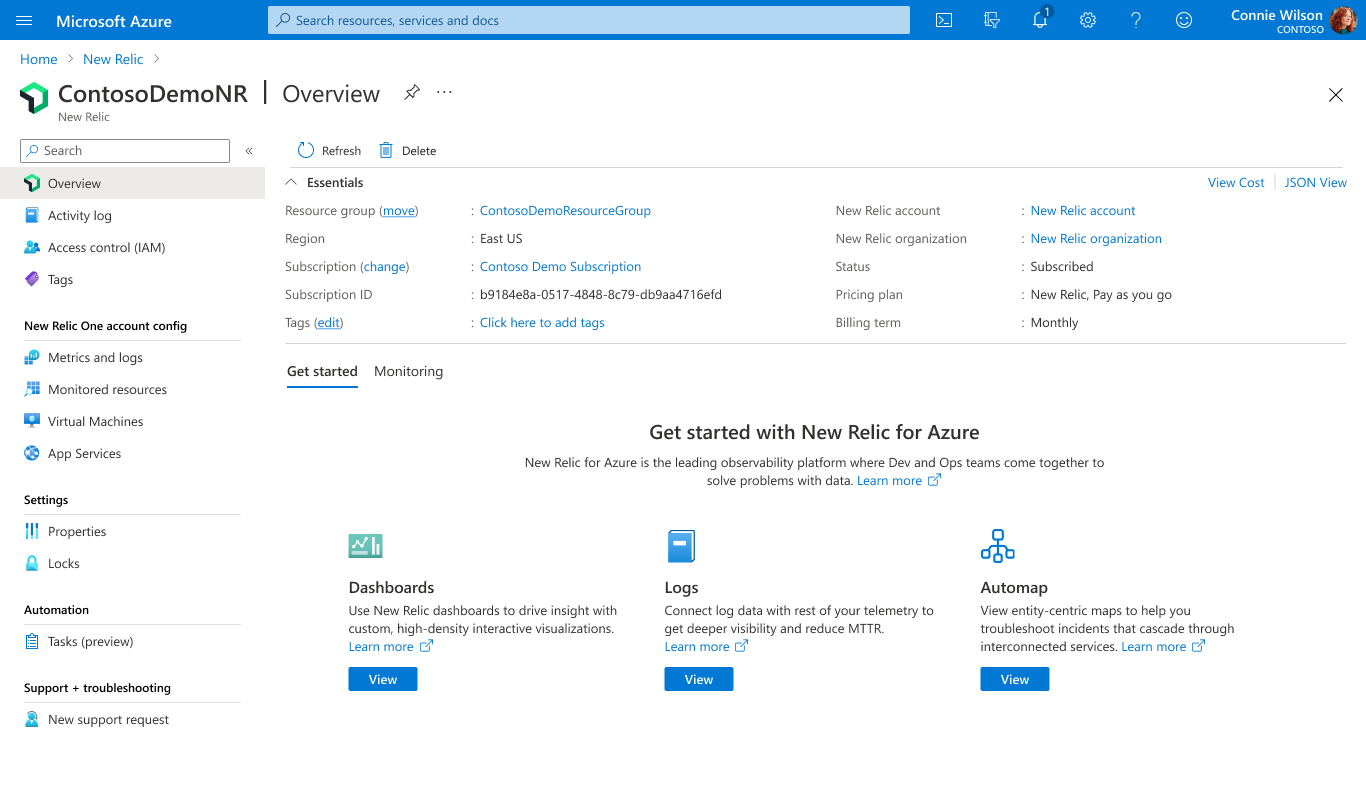 Microsoft Azure
Search resources, services and docs
1
Connie Wilson
CONTOSO
Home > New Relic >
ContosoDemoNR | Overview ...
New Relic
Search «
Overview
Activity log
Access control (IAM)
Tags
New Relic One account config
Metrics and logs
Monitored resources
Virtual Machines
App Services
Settings
Properties
Locks
Automation
Tasks (preview)
Support + troubleshooting
New support request
Refresh Delete
Essentials
View Cost | JSON View
Resource group (move) : ContosoDemoResourceGroup
Region : East US
Subscription (change) : Contoso Demo Subscription
Subscription ID : b9184e8a-0517-4848-8c79-db9aa4716efd
Tags (edit) : Click here to add tags
New Relic account : New Relic account
New Relic organization : New Relic organization
Status : Subscribed
Pricing plan : New Relic, Pay as you go
Billing term : Monthly
Get started Monitoring
Get started with New Relic for Azure
New Relic for Azure is the leading observability platform where Dev and Ops teams come together to
solve problems with data. Learn more
Dashboards
Use New Relic dashboards to drive insight with
custom, high-density interactive visualizations.
Learn more
View
Logs
Connect log data with rest of your telemetry to
get deeper visibility and reduce MTTR.
Learn more
View
Automap
View entity-centric maps to help you
troubleshoot incidents that cascade through
interconnected services. Learn more
View